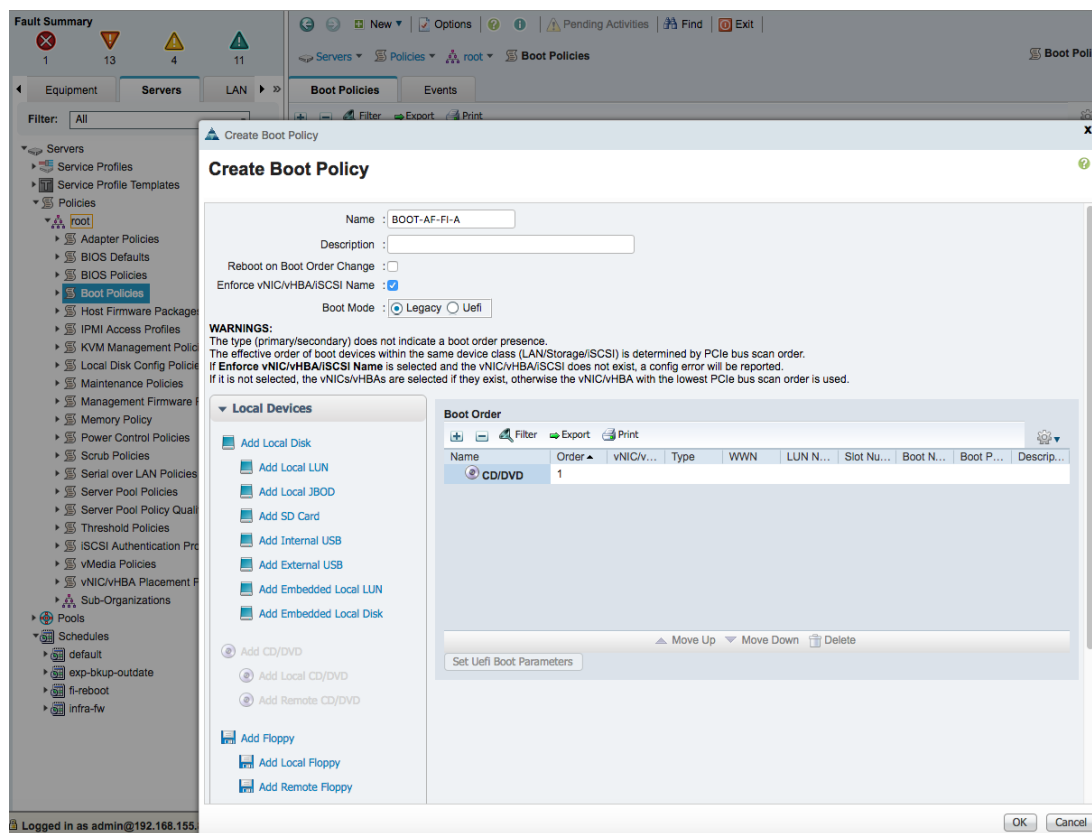 Fault Summary
1 13 4 11
New Options Pending Activities Find Exit
Servers Policies root Boot Policies
Boot Poli
Equipment Servers LAN
Boot Policies Events
Filter: All
Filter Export Print
Servers
Service Profiles
Service Profile Templates
Policies
root
Adapter Policies
BIOS Defaults
BIOS Policies
Boot Policies
Host Firmware Package
IPMI Access Profiles
KVM Management Polic
Local Disk Config Policie
Maintenance Policies
Management Firmware
Memory Policy
Power Control Policies
Scrub Policies
Serial over LAN Policies
Server Pool Policies
Server Pool Policy Quali
Threshold Policies
iSCSI Authentication Pro
vMedia Policies
vNIC/vHBA Placement P
Sub-Organizations
Pools
Schedules
default
exp-bkup-outdate
fi-reboot
infra-fw
Logged in as admin@192.168.155.
Create Boot Policy
x
Create Boot Policy
Name : BOOT-AF-FI-A
Description :
Reboot on Boot Order Change :
Enforce vNIC/vHBA/iSCSI Name :
Boot Mode : Legacy Uefi
WARNINGS:
The type (primary/secondary) does not indicate a boot order presence.
The effective order of boot devices within the same device class (LAN/Storage/iSCSI) is determined by PCIe bus scan order.
If Enforce vNIC/vHBA/iSCSI Name is selected and the vNIC/vHBA/iSCSI does not exist, a config error will be reported.
If it is not selected, the vNICs/vHBAs are selected if they exist, otherwise the vNIC/vHBA with the lowest PCIe bus scan order is used.
Local Devices
Add Local Disk
Add Local LUN
Add Local JBOD
Add SD Card
Add Internal USB
Add External USB
Add Embedded Local LUN
Add Embedded Local Disk
Add CD/DVD
Add Local CD/DVD
Add Remote CD/DVD
Add Floppy
Add Local Floppy
Add Remote Floppy
Boot Order
Filter Export Print
Name Order vNIC/v... Type WWN LUN N... Slot Nu... Boot N... Boot P... Descrip...
CD/DVD 1
Move Up Move Down Delete
Set Uefi Boot Parameters
OK Cancel